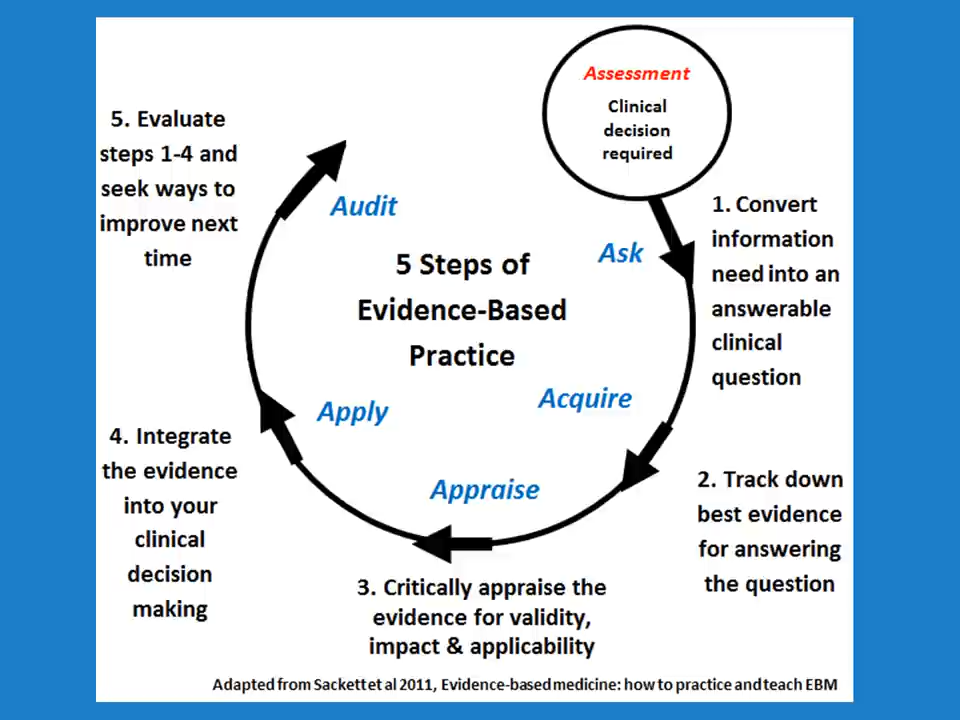 Assessment
Clinical
decision
required
Ask
1. Convert
information
need into an
answerable
clinical
question
Acquire
2. Track down
best evidence
for answering
the question
Appraise
3. Critically appraise the
evidence for validity,
impact & applicability
Apply
4. Integrate
the evidence
into your
clinical
decision
making
Audit
5. Evaluate
steps 1-4 and
seek ways to
improve next
time
5 Steps of
Evidence-Based
Practice
Adapted from Sackett et al 2011, Evidence-based medicine: how to practice and teach EBM